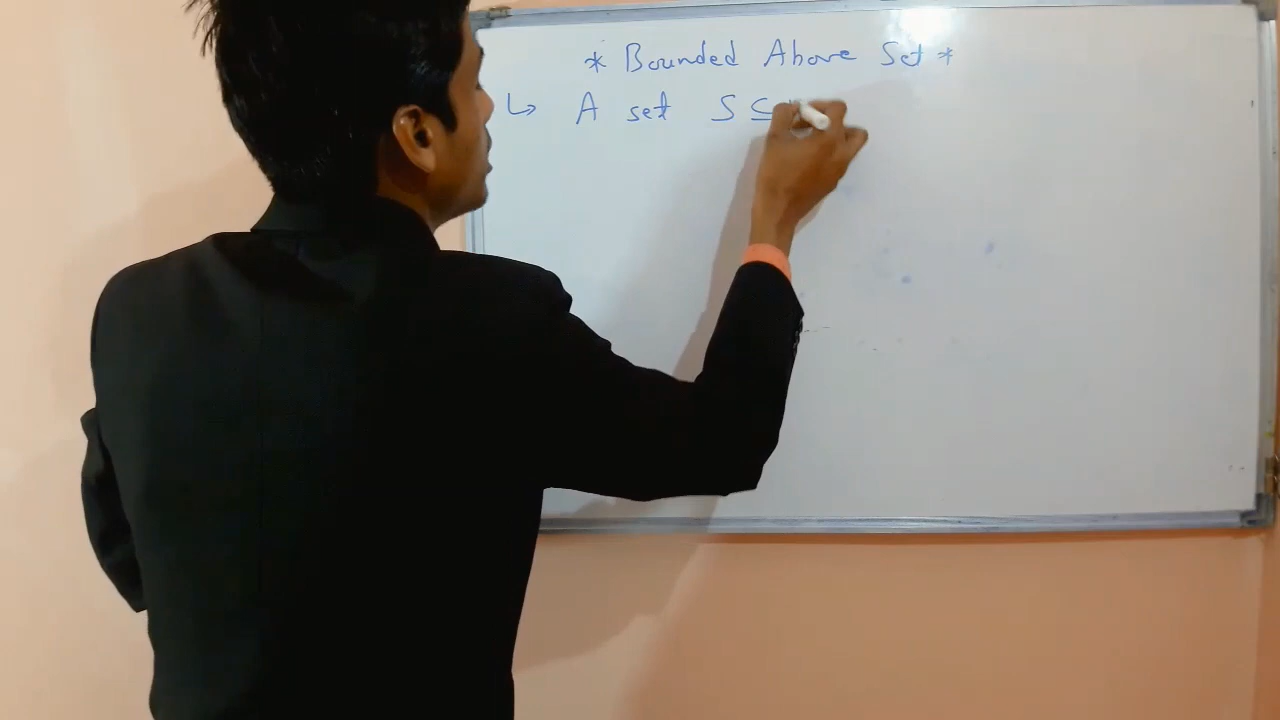 * Bounded Above Set *
↳ A set S ⊆